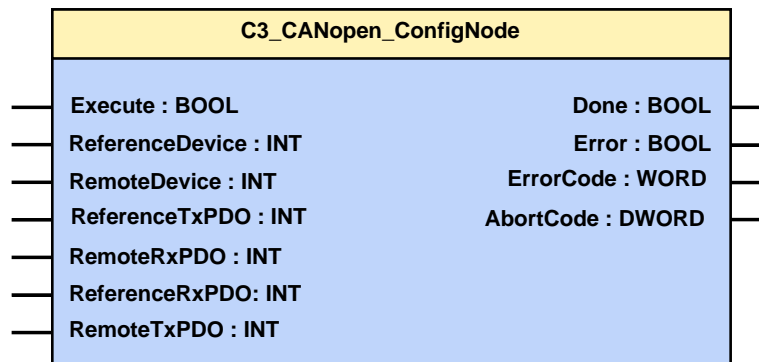 C3_CANopen_ConfigNode
Execute : BOOL Done : BOOL
ReferenceDevice : INT Error : BOOL
RemoteDevice : INT ErrorCode : WORD
ReferenceTxPDO : INT AbortCode : DWORD
RemoteRxPDO : INT
ReferenceRxPDO: INT
RemoteTxPDO : INT